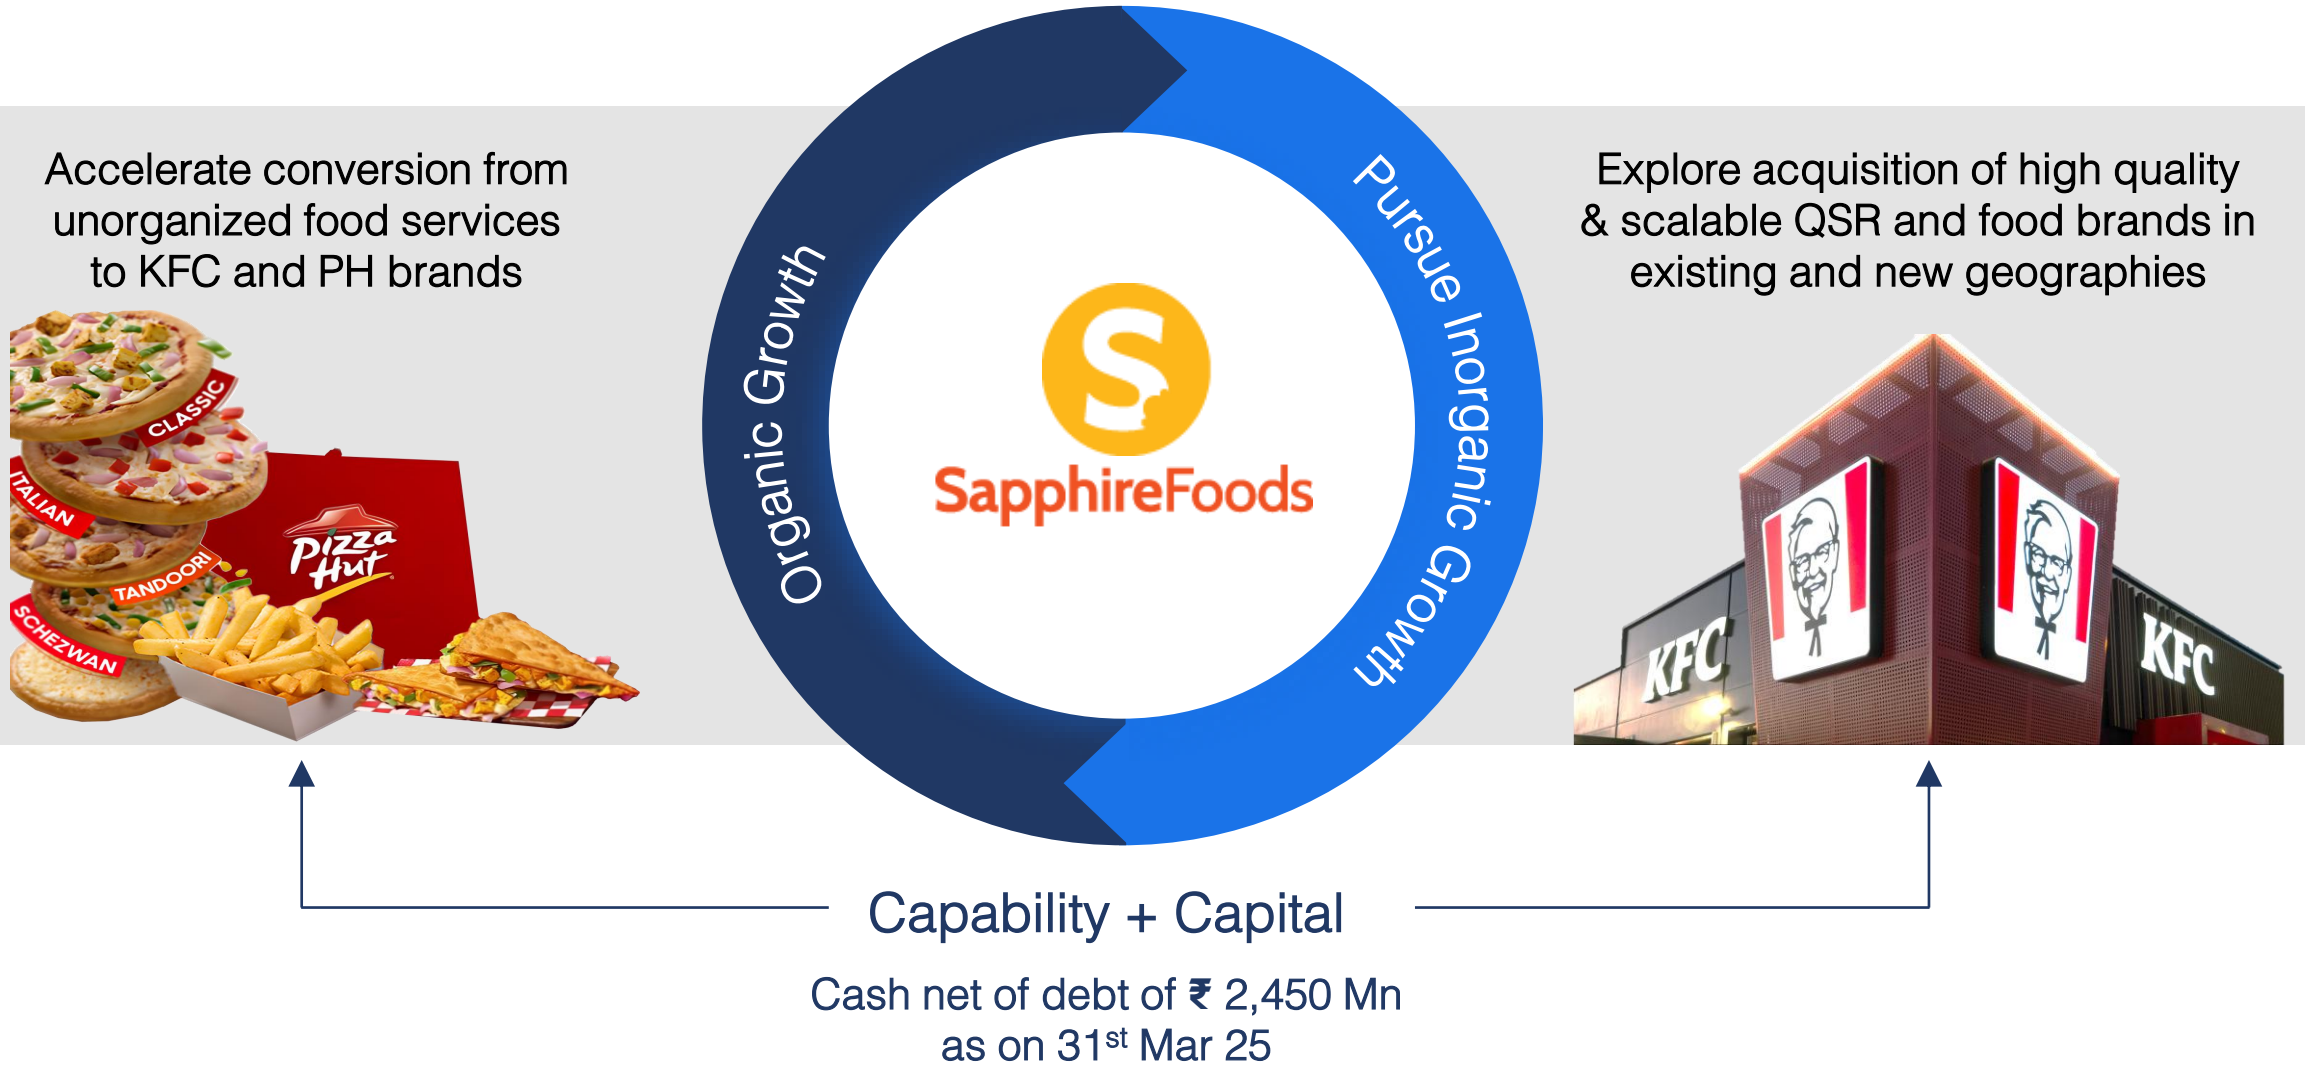 Accelerate conversion from
unorganized food services
to KFC and PH brands
CLASSIC
ITALIAN
TANDOORI
SCHEZWAN
Pizza
Hut
Organic Growth
SapphireFoods
Pursue Inorganic Growth
Explore acquisition of high quality
& scalable QSR and food brands in
existing and new geographies
KFC
KFC
Capability + Capital
Cash net of debt of ₹ 2,450 Mn
as on 31st Mar 25